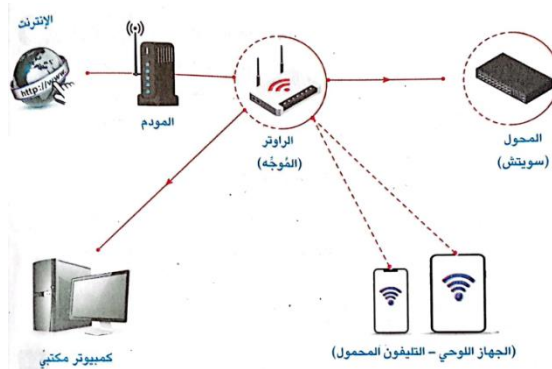 الإنترنت
http://www
المودم
الراوتر
(المُوجِّه)
المحول
(سويتش)
كمبيوتر مكتبي
(الجهاز اللوحي – التليفون المحمول)